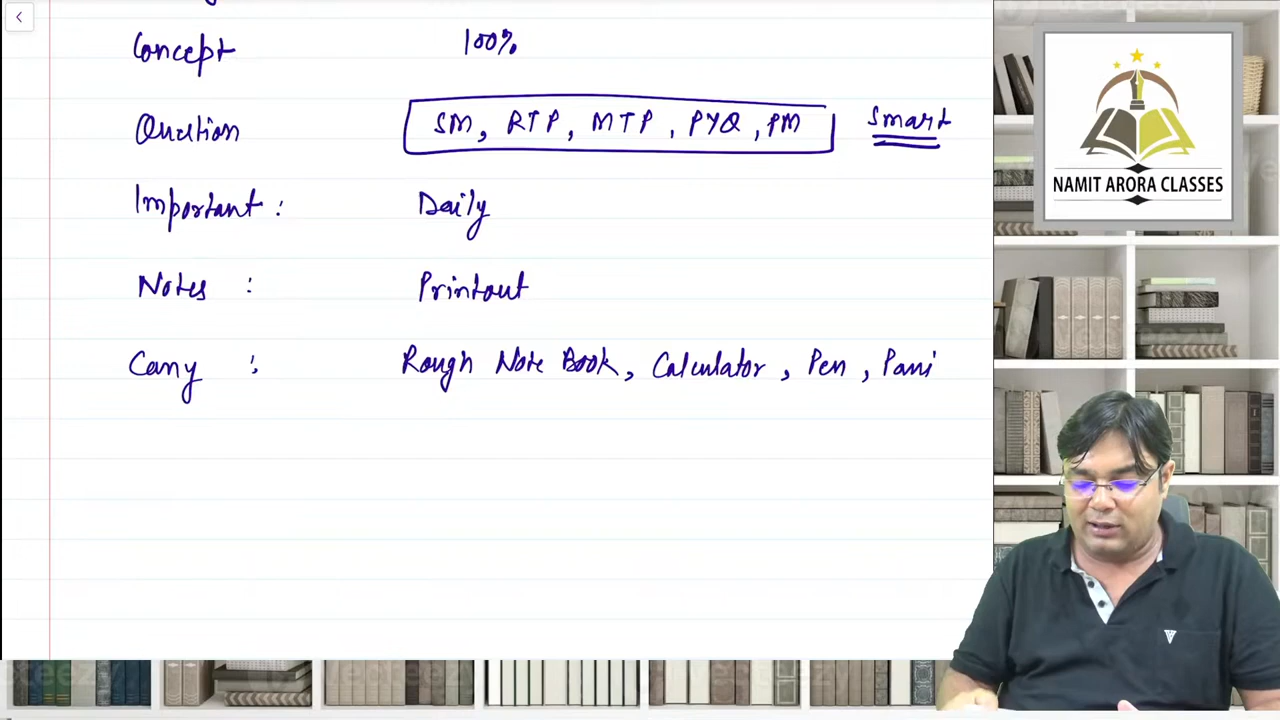 Concept 100%
Question SM, RTP, MTP, PYQ, PM Smart
Important : Daily
Notes : Printout
Carry : Rough Note Book, Calculator, Pen, Pani
NAMIT ARORA CLASSES